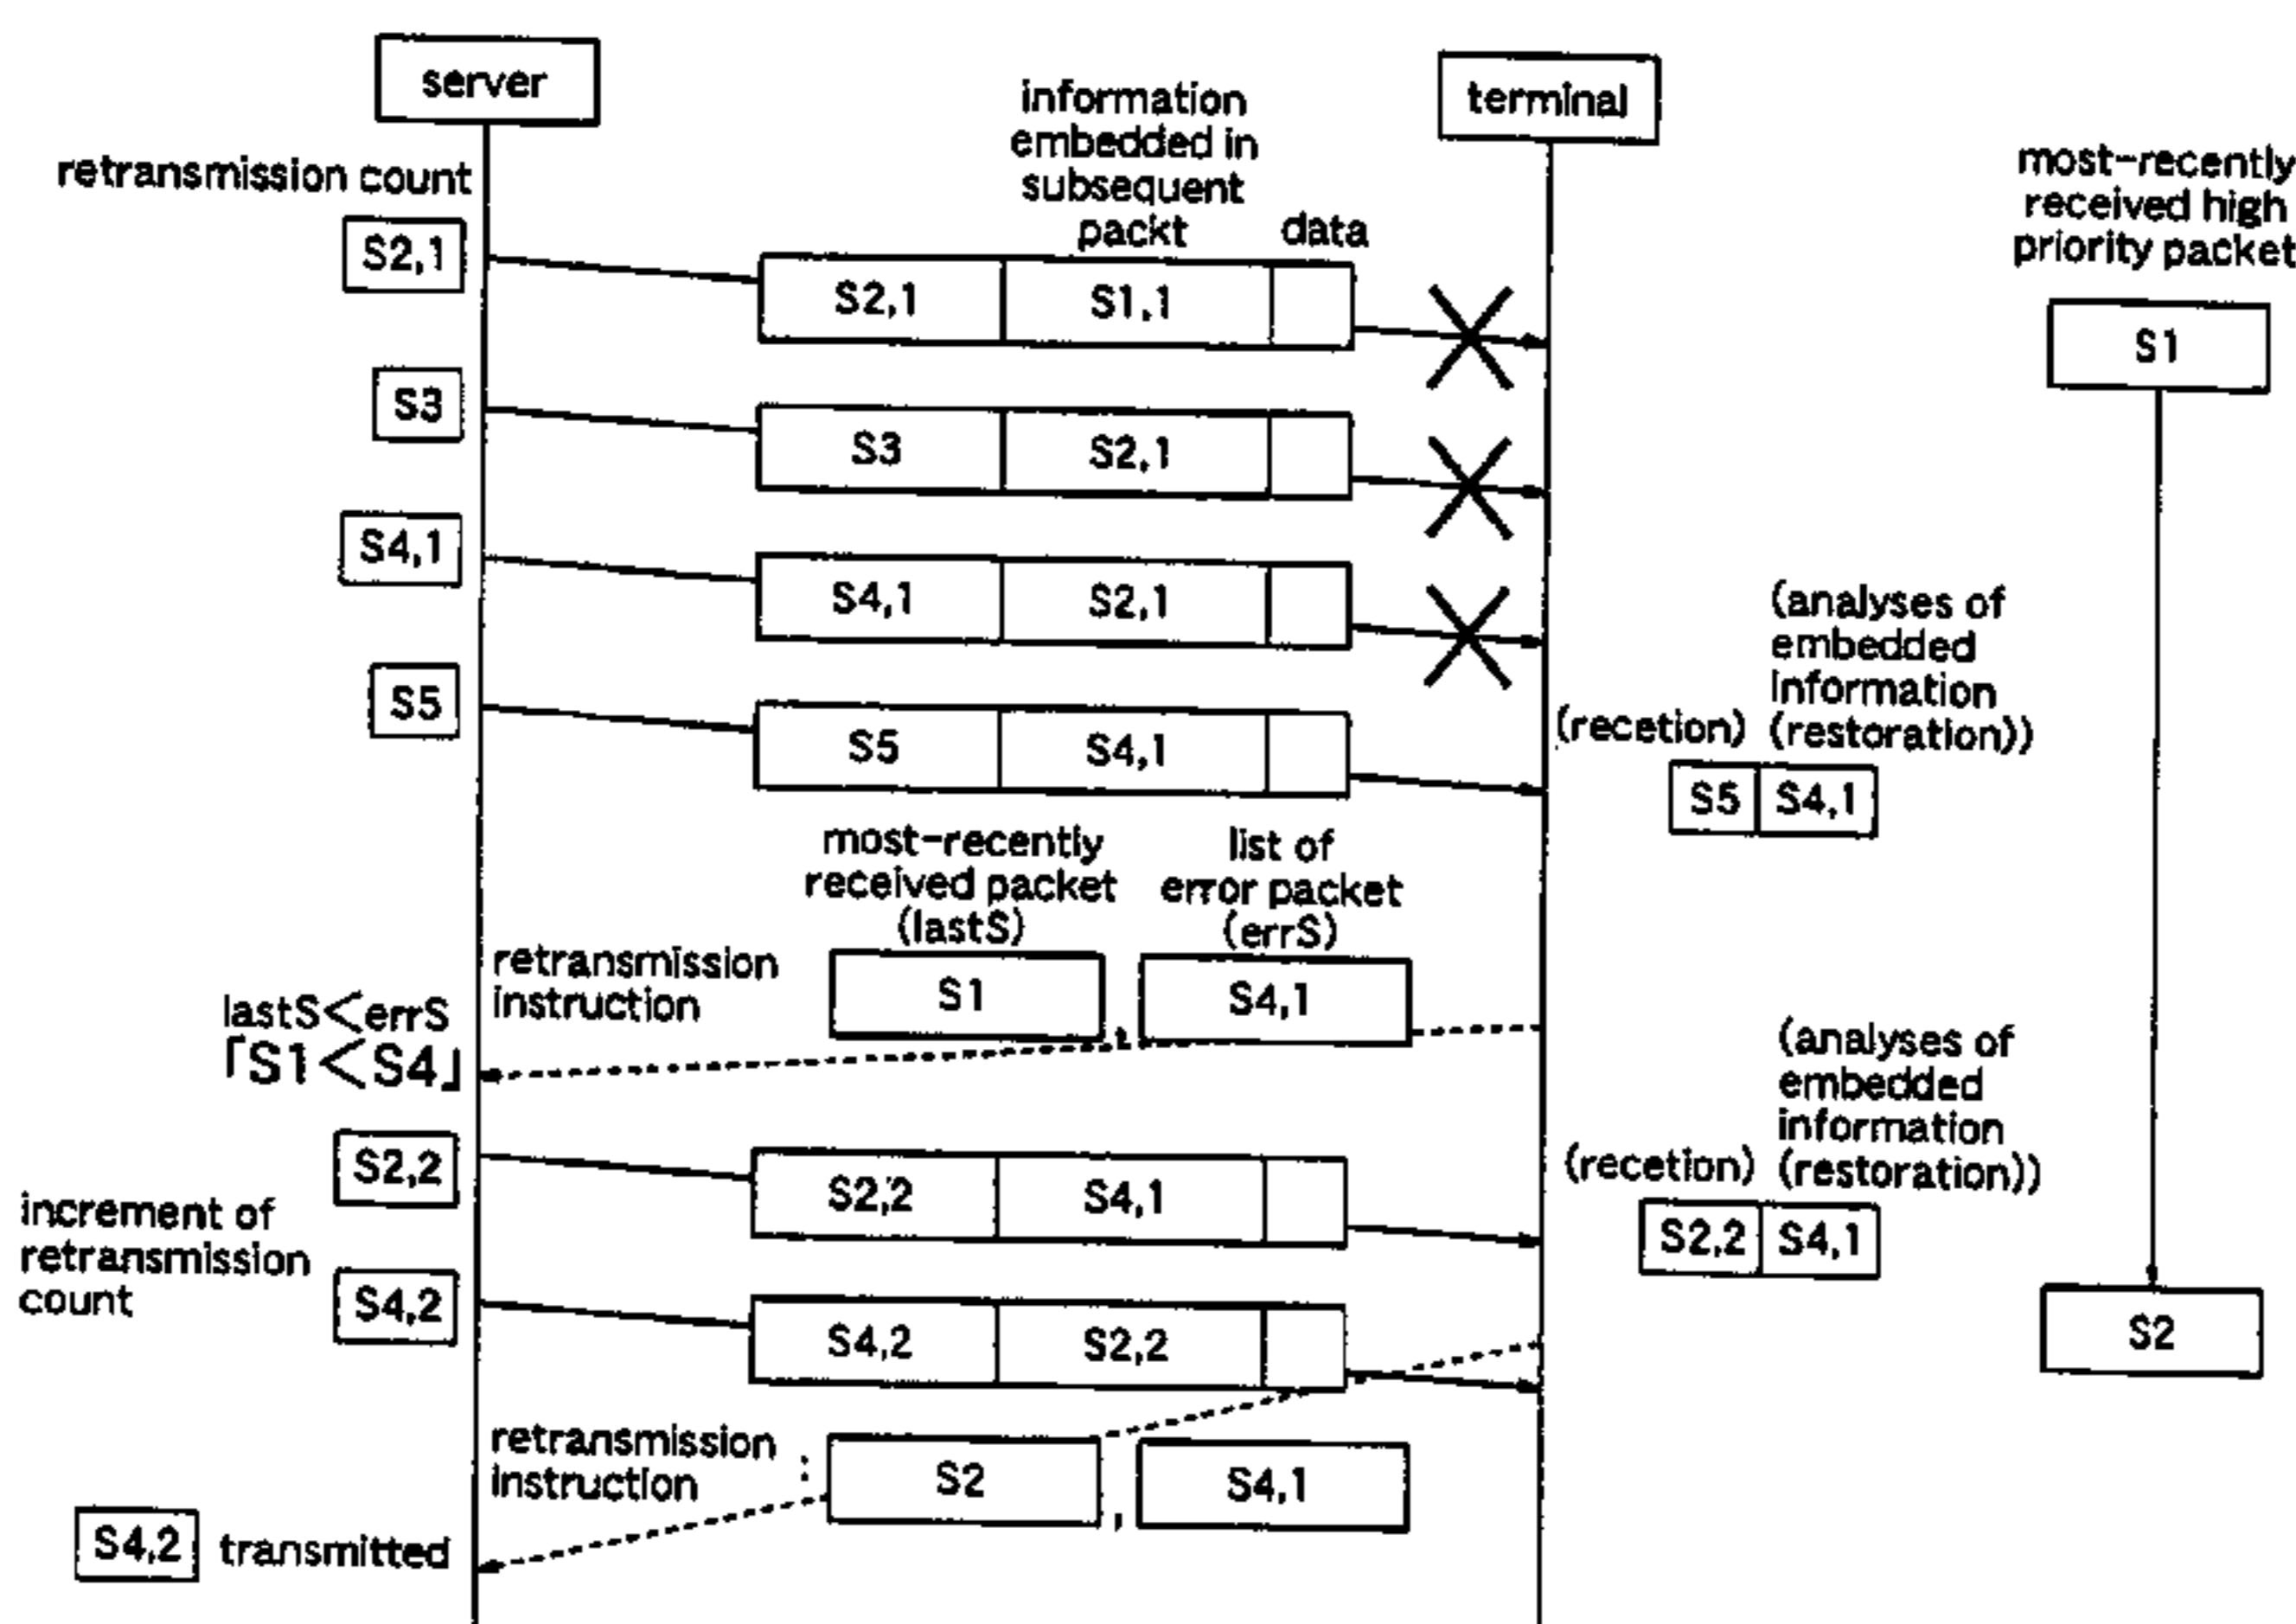 server
terminal
information
embedded in
subsequent
packt
data
retransmission count
most-recently
received high
priority packet
S2,1
S2,1
S1,1
S1
S3
S3
S2,1
S4,1
S4,1
S2,1
(analyses of
embedded
information
(restoration))
S5
S5
S4,1
(recetion)
S5
S4,1
most-recently
received packet
(lastS)
list of
error packet
(errS)
retransmission
instruction
S1
,
S4,1
lastS<errS
「S1<S4」
(analyses of
embedded
information
(restoration))
S2,2
S2,2
S4,1
(recetion)
S2,2
S4,1
increment of
retransmission
count
S4,2
S4,2
S2,2
S2
retransmission
instruction
:
S2
,
S4,1
S4,2
transmitted